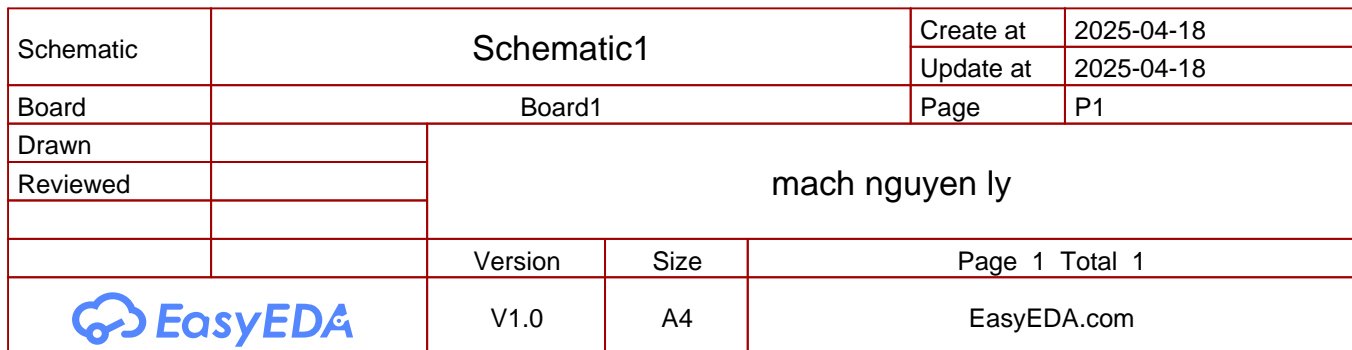 Schematic Schematic1 Create at 2025-04-18
Update at 2025-04-18
Board Board1 Page P1
Drawn
Reviewed
mach nguyen ly
Version Size Page 1 Total 1
EasyEDA V1.0 A4 EasyEDA.com